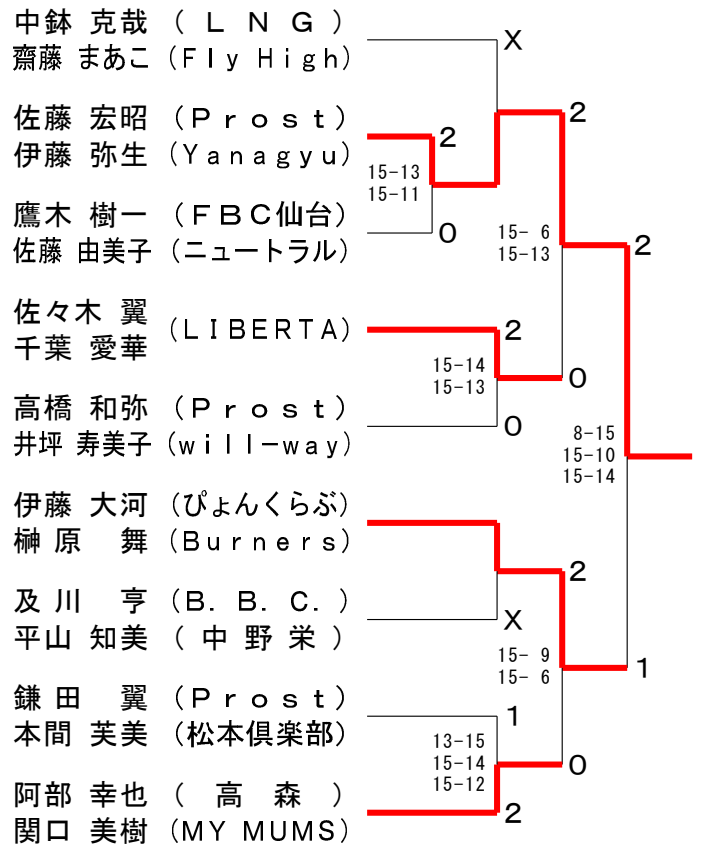 中鉢 克哉 (ＬＮＧ)
齋藤 まあこ (Fly High)
X
佐藤 宏昭 (Prost)
伊藤 弥生 (Yanagyu)
2
2
15-13
15-11
鷹木 樹一 (ＦＢＣ仙台)
佐藤 由美子 (ニュートラル)
0
15- 6
15-13
2
佐々木 翼
千葉 愛華
(LIBERTA)
2
15-14
15-13
0
高橋 和弥 (Prost)
井坪 寿美子 (will-way)
0
8-15
15-10
15-14
伊藤 大河 (ぴょんくらぶ)
榊原 舞 (Burners)
2
及川 亨 (B. B. C.)
平山 知美 (中野栄)
X
15- 9
15- 6
1
鎌田 翼 (Prost)
本間 芙美 (松本倶楽部)
1
13-15
15-14
15-12
0
阿部 幸也 (高森)
関口 美樹 (MY MUMS)
2